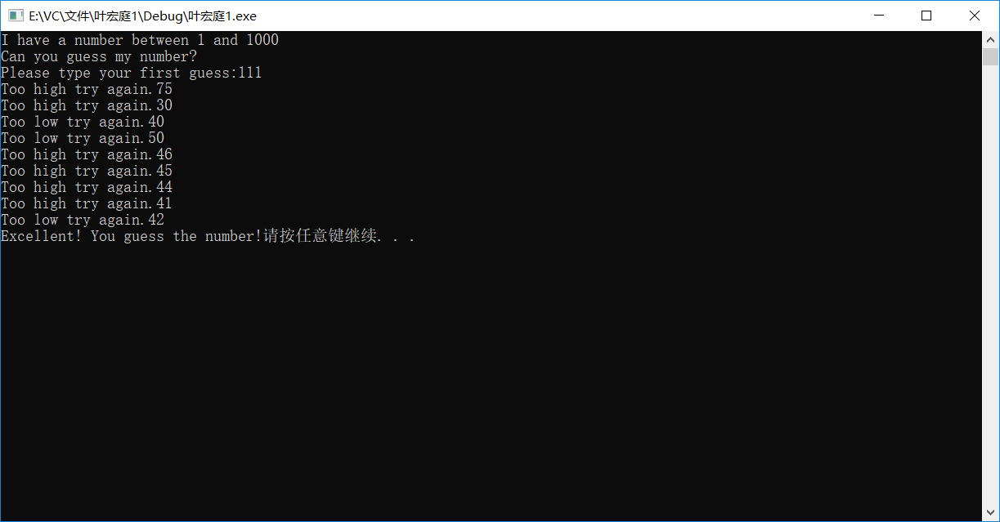 E:\VC\文件\叶宏庭1\Debug\叶宏庭1.exe
I have a number between 1 and 1000
Can you guess my number?
Please type your first guess:111
Too high try again.75
Too high try again.30
Too low try again.40
Too low try again.50
Too high try again.46
Too high try again.45
Too high try again.44
Too high try again.41
Too low try again.42
Excellent! You guess the number!请按任意键继续. . .